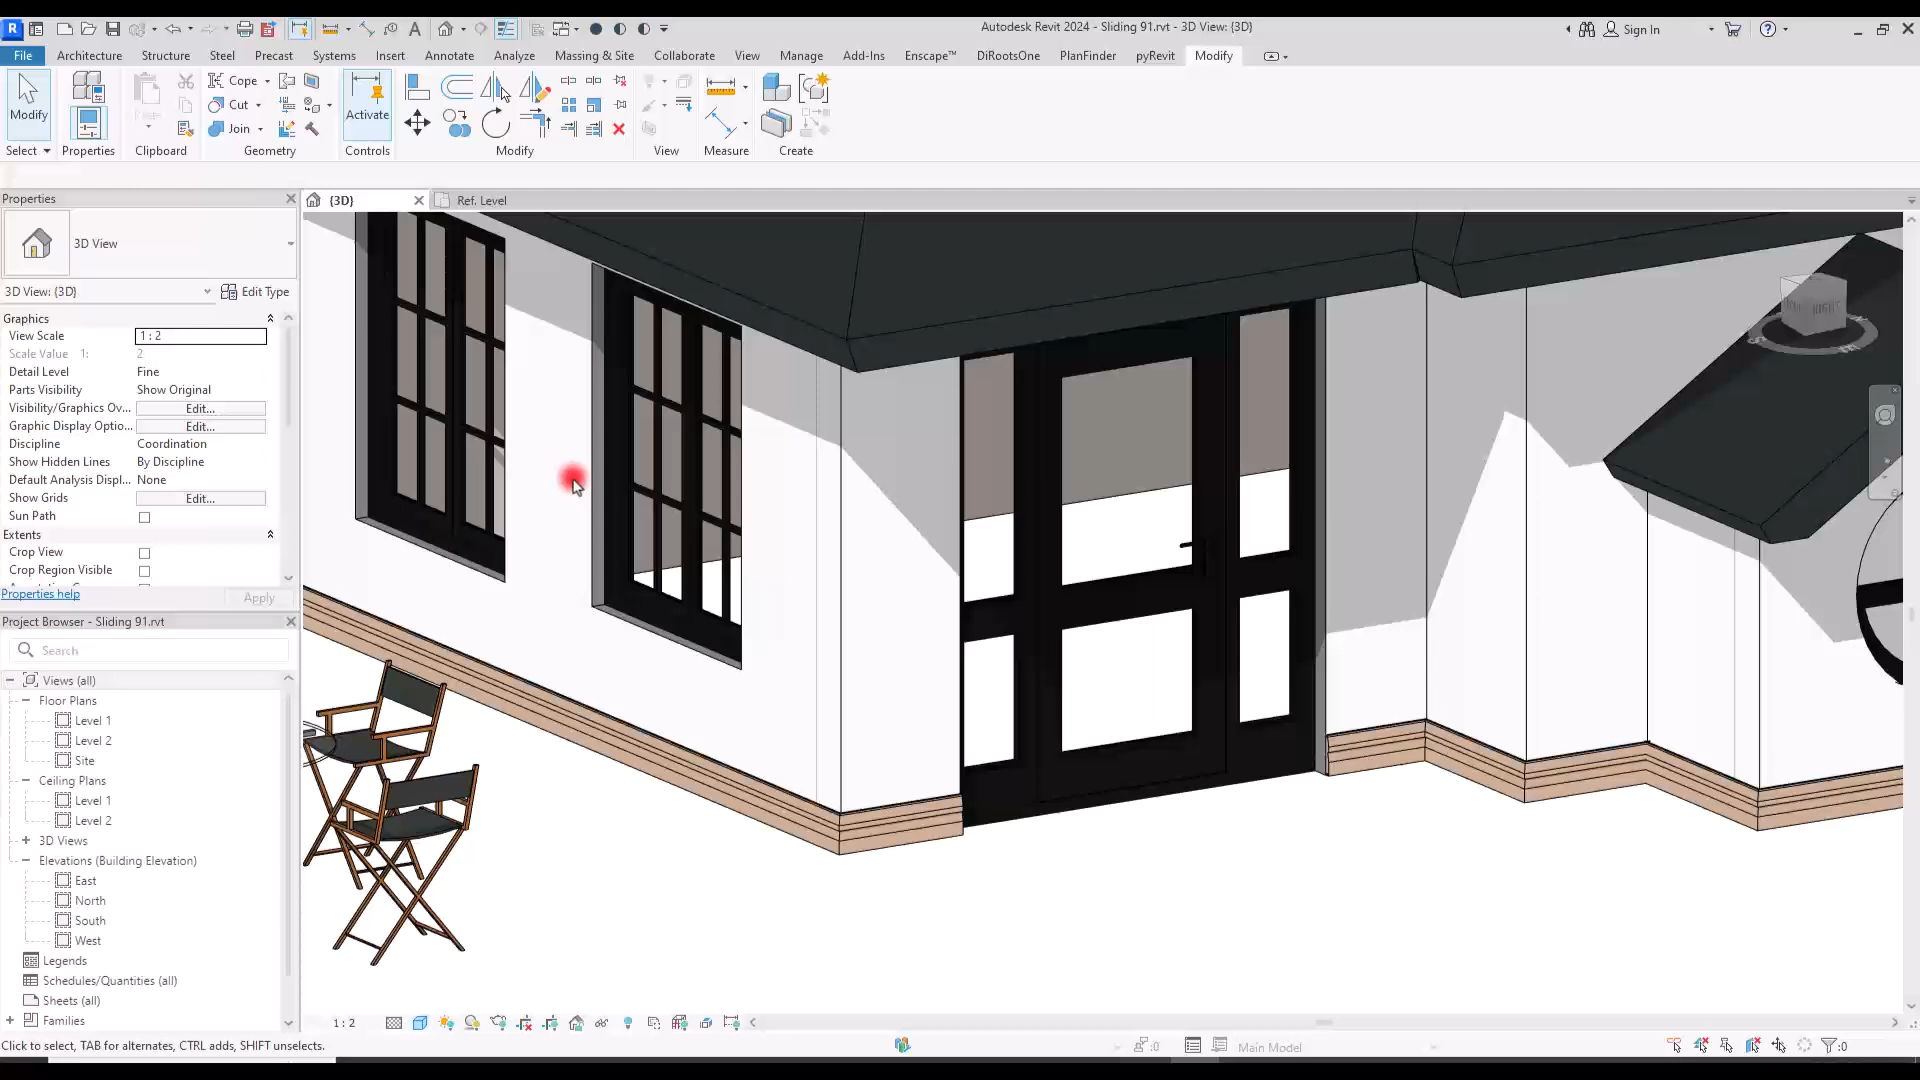 Autodesk Revit 2024 - Sliding 91.rvt - 3D View: {3D}
Sign In
File Architecture Structure Steel Precast Systems Insert Annotate Analyze Massing & Site Collaborate View Manage Add-Ins Enscape™ DiRootsOne PlanFinder pyRevit Modify
Modify
Paste
Cope
Cut
Join
Activate
Select Properties Clipboard Geometry Controls Modify View Measure Create
Properties
{3D}
Ref. Level
3D View
3D View: {3D}
Edit Type
Graphics
View Scale 1 : 2
Scale Value 1: 2
Detail Level Fine
Parts Visibility Show Original
Visibility/Graphics Ov... Edit...
Graphic Display Optio... Edit...
Discipline Coordination
Show Hidden Lines By Discipline
Default Analysis Displ... None
Show Grids Edit...
Sun Path
Extents
Crop View
Crop Region Visible
Properties help
Apply
Project Browser - Sliding 91.rvt
Search
Views (all)
Floor Plans
Level 1
Level 2
Site
Ceiling Plans
Level 1
Level 2
3D Views
Elevations (Building Elevation)
East
North
South
West
Legends
Schedules/Quantities (all)
Sheets (all)
Families
1 : 2
Click to select, TAB for alternates, CTRL adds, SHIFT unselects.
:0
Main Model
:0